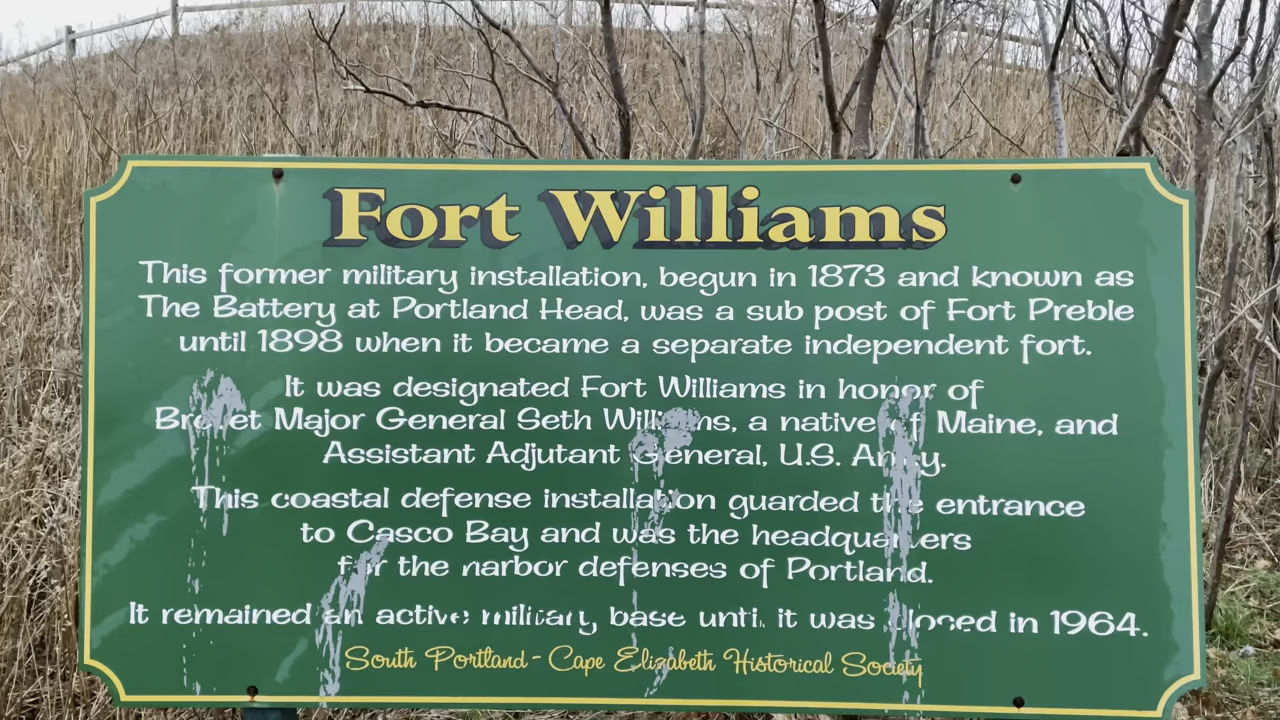 Fort Williams
This former military installation, begun in 1873 and known as
The Battery at Portland Head, was a sub post of Fort Preble
until 1898 when it became a separate independent fort.
It was designated Fort Williams in honor of
Brevet Major General Seth Williams, a native of Maine, and
Assistant Adjutant General, U.S. Army.
This coastal defense installation guarded the entrance
to Casco Bay and was the headquarters
for the harbor defenses of Portland.
It remained an active military base until it was closed in 1964.
South Portland - Cape Elizabeth Historical Society